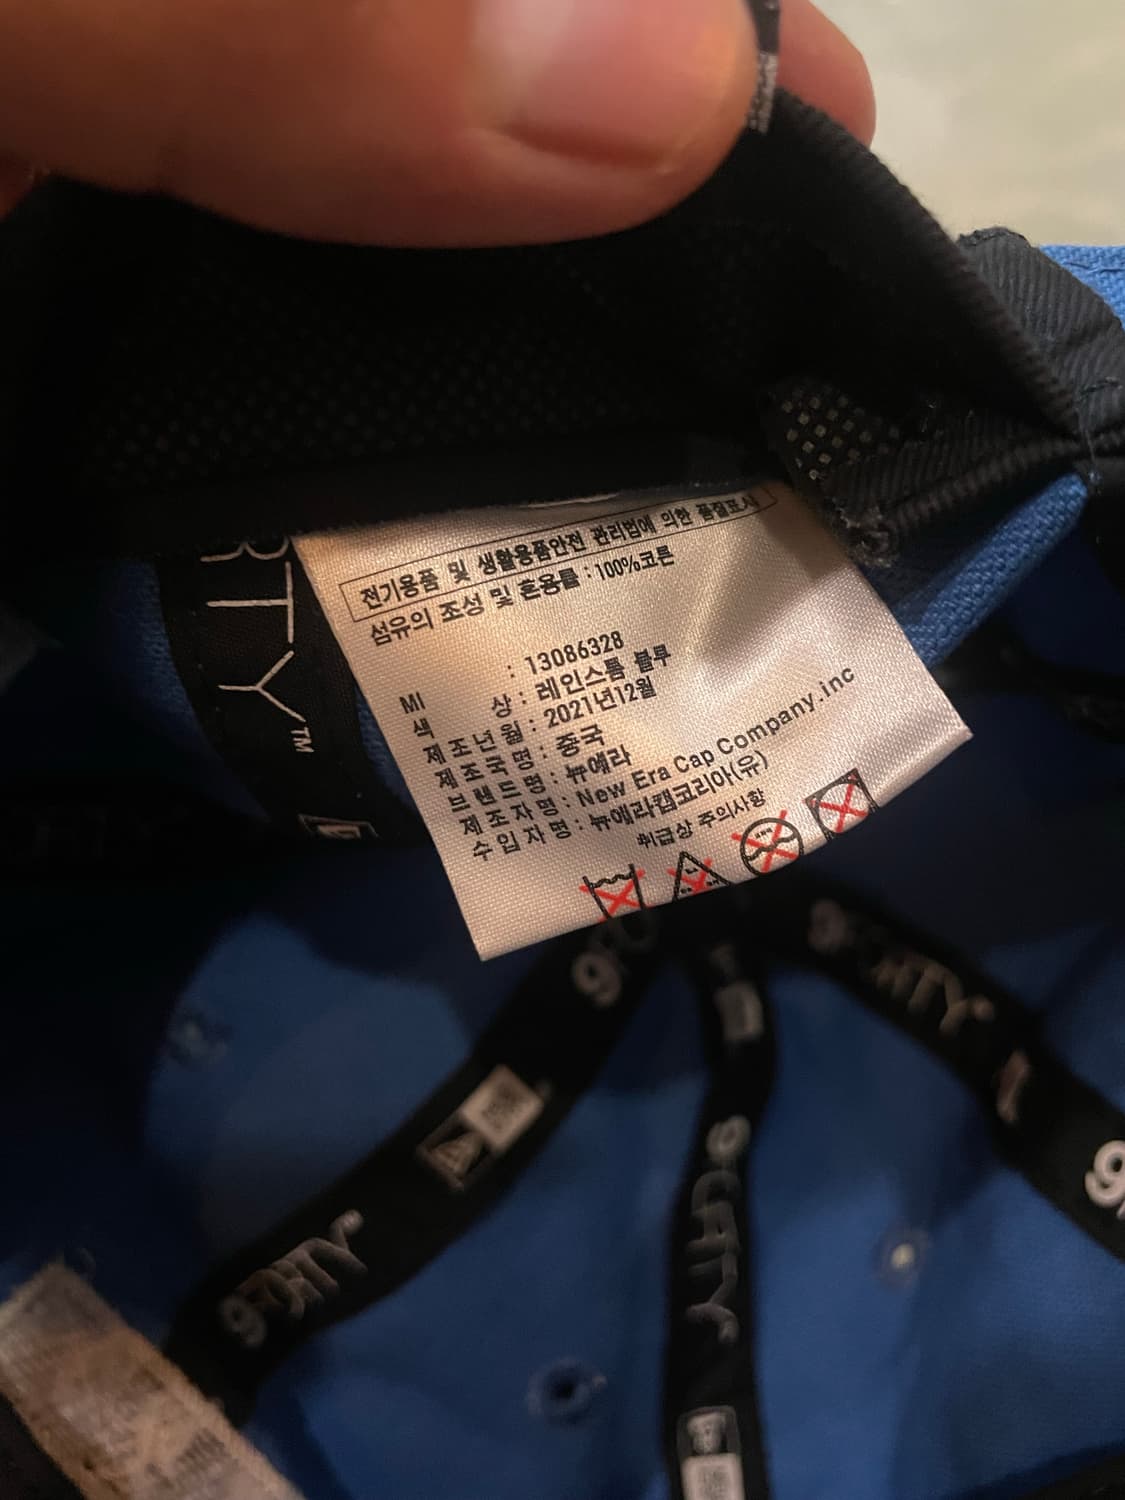 전기용품 및 생활용품안전 관리법에 의한 품질표시
섬유의 조성 및 혼용률 : 100%코튼
MI : 13086328
색 상 : 레인스톰 블루
제조년월 : 2021년12월
제조국명 : 중국
브랜드명 : 뉴에라
제조자명 : New Era Cap Company.inc
수입자명 : 뉴에라캡코리아(유)
취급상 주의사항
RTY™
9FORTY
9FORTY
9FORTY